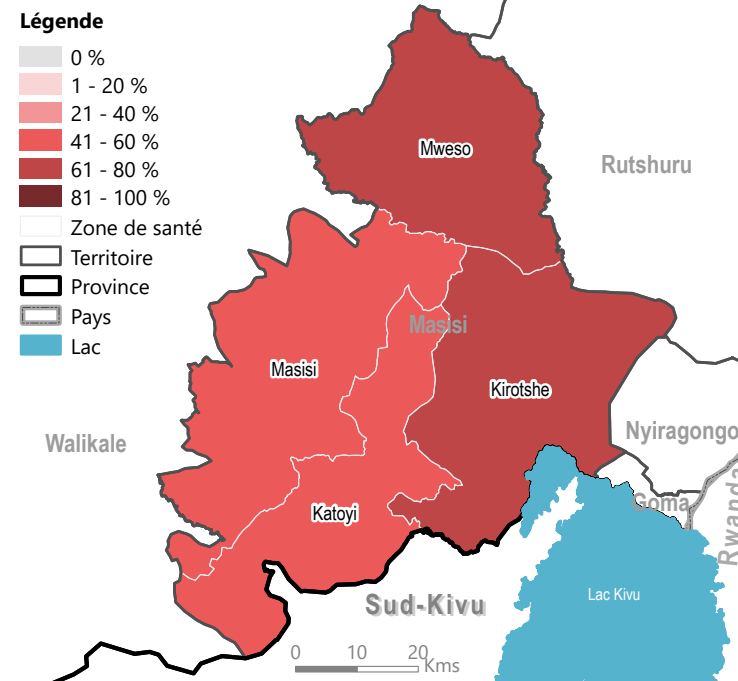 Légende
0 %
1 - 20 %
21 - 40 %
41 - 60 %
61 - 80 %
81 - 100 %
Zone de santé
Territoire
Province
Pays
Lac
Mweso
Rutshuru
Masisi
Masisi
Kirotshe
Walikale
Nyiragongo
Goma
Rwanda
Katoyi
Sud-Kivu
Lac Kivu
0 10 20
Kms